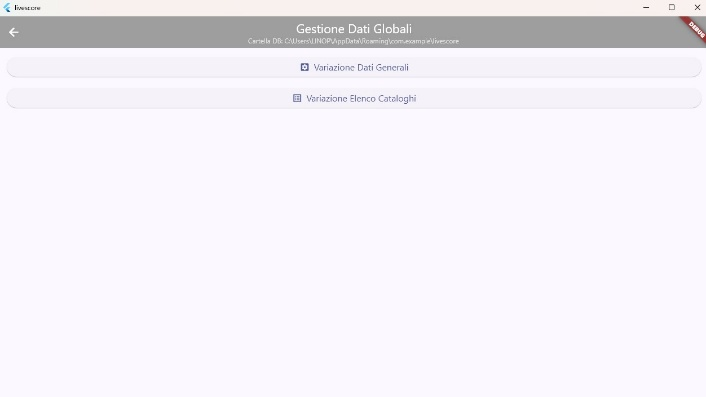 livescore
Gestione Dati Globali
Cartella DB: C:\Users\LINOP\AppData\Roaming\com.example\livescore
DEBUG
Variazione Dati Generali
Variazione Elenco Cataloghi